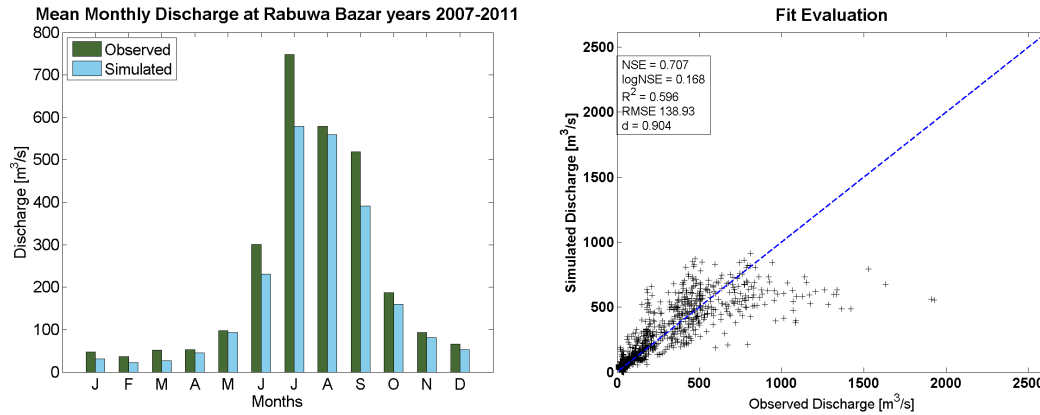 Mean Monthly Discharge at Rabuwa Bazar years 2007-2011
800
700
600
500
400
300
200
100
0
Discharge [m³/s]
Observed
Simulated
J F M A M J J A S O N D
Months
Fit Evaluation
2500
2000
1500
1000
500
0
Simulated Discharge [m³/s]
NSE = 0.707
logNSE = 0.168
R² = 0.596
RMSE 138.93
d = 0.904
0 500 1000 1500 2000 2500
Observed Discharge [m³/s]